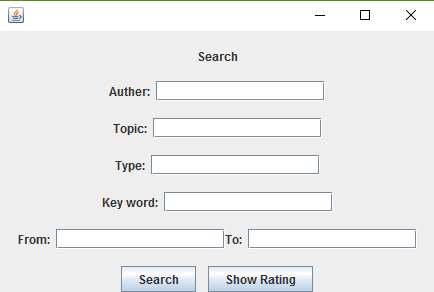 Search
Auther:
Topic:
Type:
Key word:
From: To:
Search Show Rating